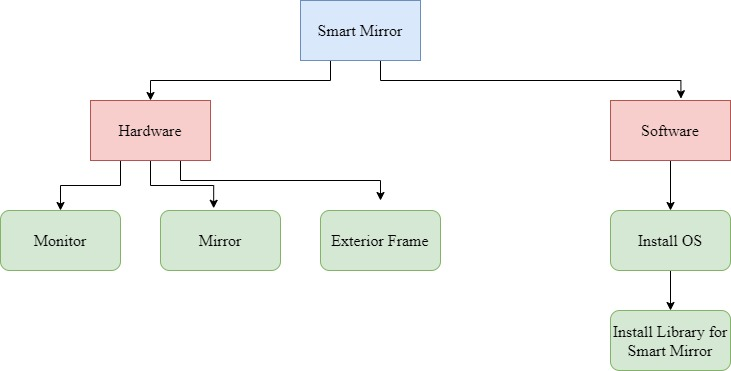 Smart Mirror
Hardware
Software
Monitor
Mirror
Exterior Frame
Install OS
Install Library for
Smart Mirror